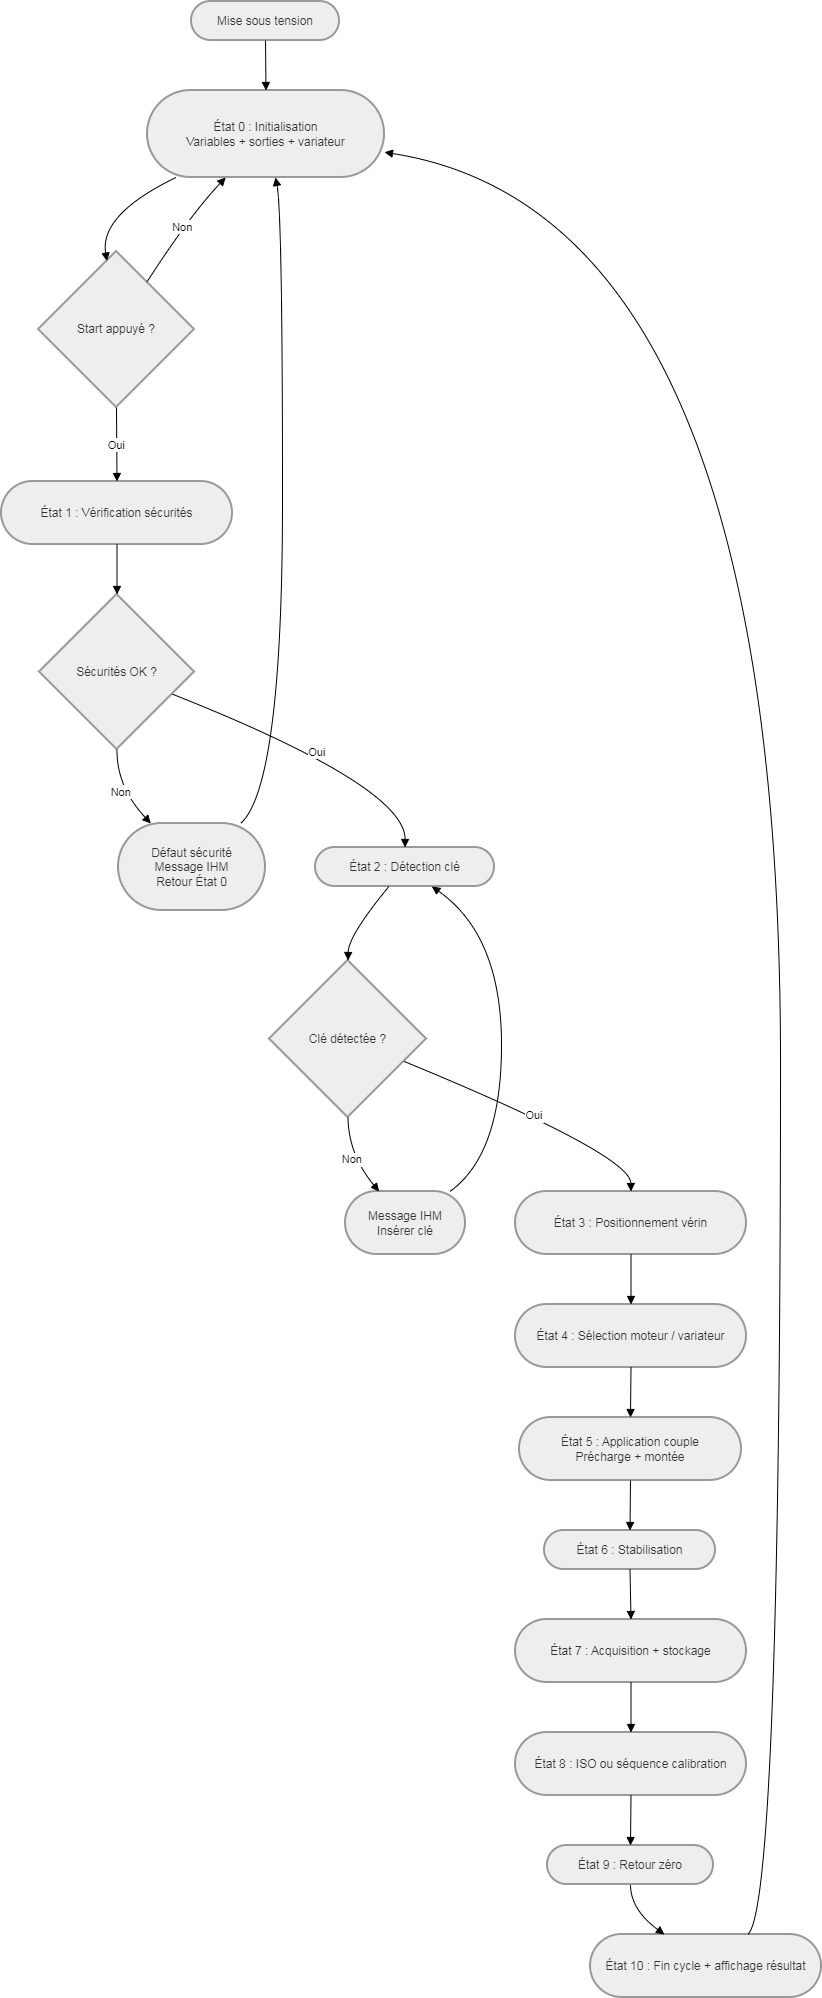 Mise sous tension
État 0 : Initialisation
Variables + sorties + variateur
Non
Start appuyé ?
Oui
État 1 : Vérification sécurités
Sécurités OK ?
Oui
Non
Défaut sécurité
Message IHM
Retour État 0
État 2 : Détection clé
Clé détectée ?
Oui
Non
Message IHM
Insérer clé
État 3 : Positionnement vérin
État 4 : Sélection moteur / variateur
État 5 : Application couple
Précharge + montée
État 6 : Stabilisation
État 7 : Acquisition + stockage
État 8 : ISO ou séquence calibration
État 9 : Retour zéro
État 10 : Fin cycle + affichage résultat